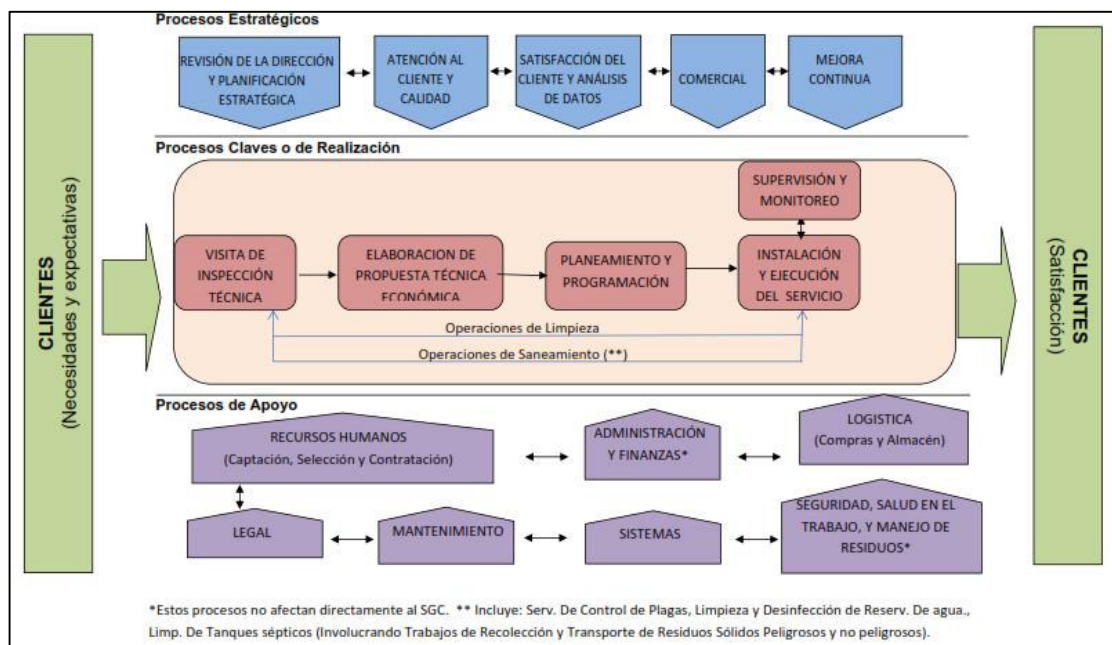 Procesos Estratégicos
REVISIÓN DE LA DIRECCIÓN
Y PLANIFICACIÓN
ESTRATÉGICA
ATENCIÓN AL
CLIENTE Y
CALIDAD
SATISFACCIÓN DEL
CLIENTE Y ANÁLISIS
DE DATOS
COMERCIAL
MEJORA
CONTINUA
CLIENTES
(Necesidades y expectativas)
Procesos Claves o de Realización
SUPERVISIÓN Y
MONITOREO
VISITA DE
INSPECCIÓN
TÉCNICA
ELABORACION DE
PROPUESTA TÉCNICA
ECONÓMICA
PLANEAMIENTO Y
PROGRAMACIÓN
INSTALACIÓN
Y EJECUCIÓN
DEL SERVICIO
Operaciones de Limpieza
Operaciones de Saneamiento (**)
CLIENTES
(Satisfacción)
Procesos de Apoyo
RECURSOS HUMANOS
(Captación, Selección y Contratación)
ADMINISTRACIÓN
Y FINANZAS*
LOGISTICA
(Compras y Almacén)
LEGAL
MANTENIMIENTO
SISTEMAS
SEGURIDAD, SALUD EN EL
TRABAJO, Y MANEJO DE
RESIDUOS*
*Estos procesos no afectan directamente al SGC. ** Incluye: Serv. De Control de Plagas, Limpieza y Desinfección de Reserv. De agua.,
Limp. De Tanques sépticos (Involucrando Trabajos de Recolección y Transporte de Residuos Sólidos Peligrosos y no peligrosos).